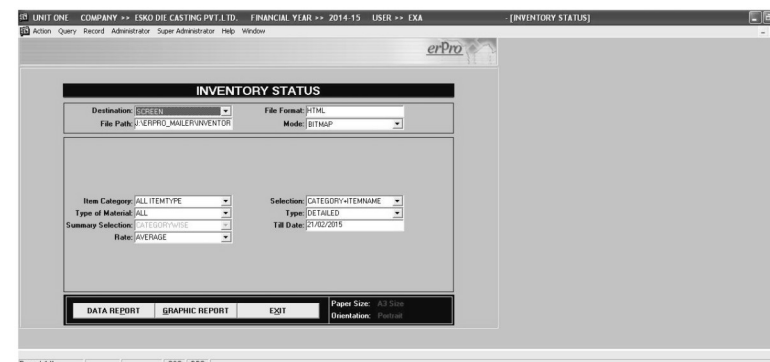 UNIT ONE COMPANY >> ESKO DIE CASTING PVT.LTD. FINANCIAL YEAR >> 2014-15 USER >> EXA - [INVENTORY STATUS]
Action Query Record Administrator Super Administrator Help Window
erPro
INVENTORY STATUS
Destination: SCREEN File Format: HTML
File Path: J:\ERPRO_MAILER\INVENTOR Mode: BITMAP
Item Category: ALL ITEMTYPE Selection: CATEGORY+ITEMNAME
Type of Material: ALL Type: DETAILED
Summary Selection: CATEGORYWISE Till Date: 21/02/2015
Rate: AVERAGE
DATA REPORT GRAPHIC REPORT EXIT Paper Size: A3 Size
Orientation: Portrait